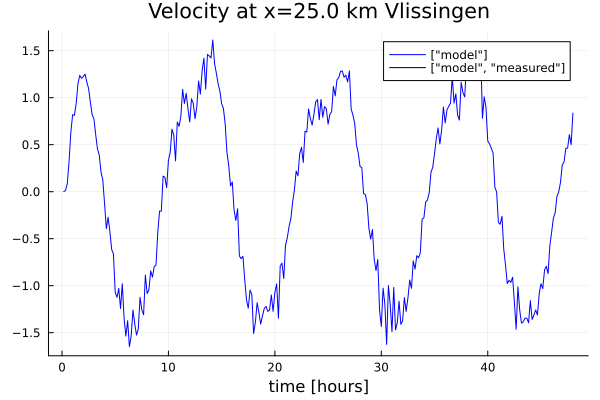 Velocity at x=25.0 km Vlissingen
["model"]
["model", "measured"]
1.5
1.0
0.5
0.0
−0.5
−1.0
−1.5
0 10 20 30 40
time [hours]